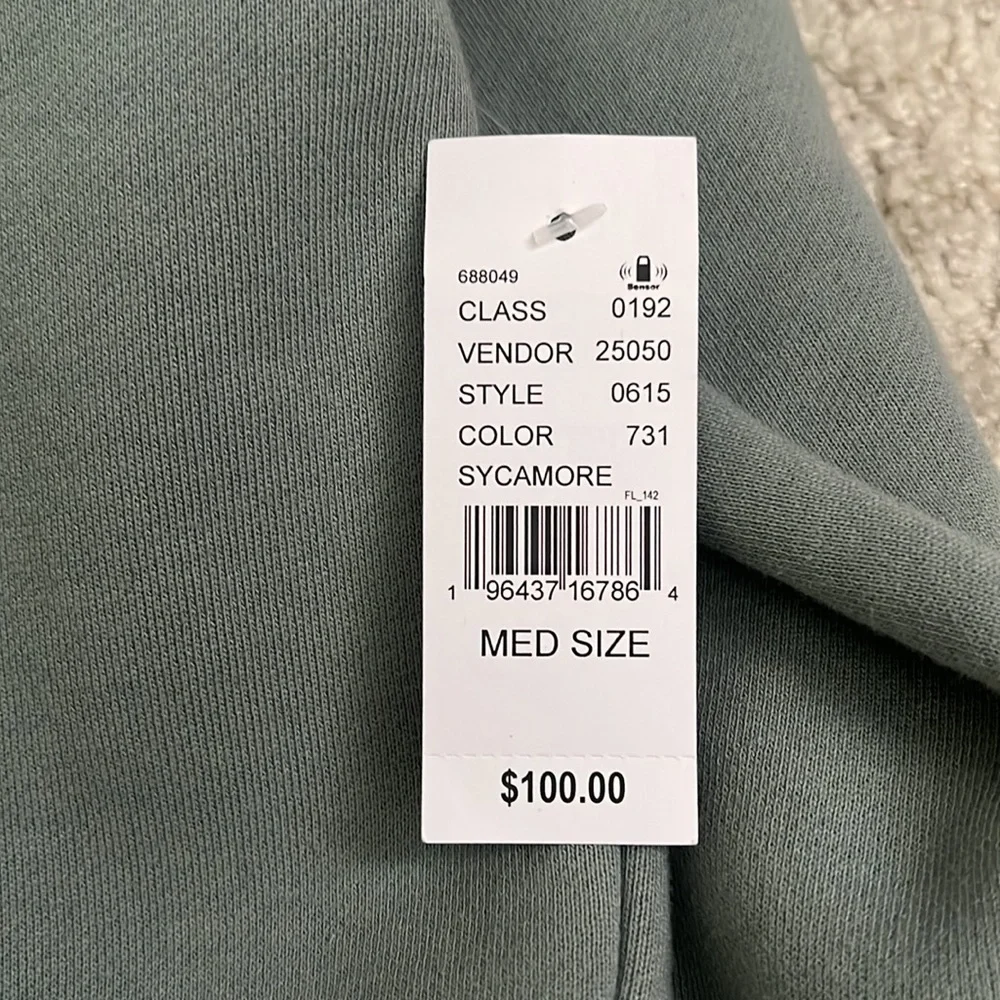 688049
Sensor
CLASS 0192
VENDOR 25050
STYLE 0615
COLOR 731
SYCAMORE
FL_142
1 96437 16786 4
MED SIZE
$100.00